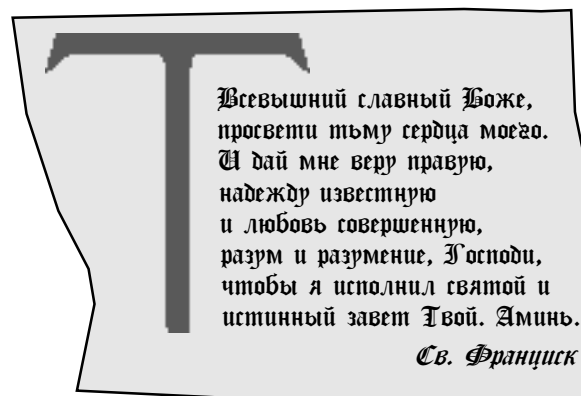 Всевышний славный Боже,
просвети тьму сердца моего.
И дай мне веру правую,
надежду известную
и любовь совершенную,
разум и разумение, Господи,
чтобы я исполнил святой и
истинный завет Твой. Аминь.
Св. Франциск